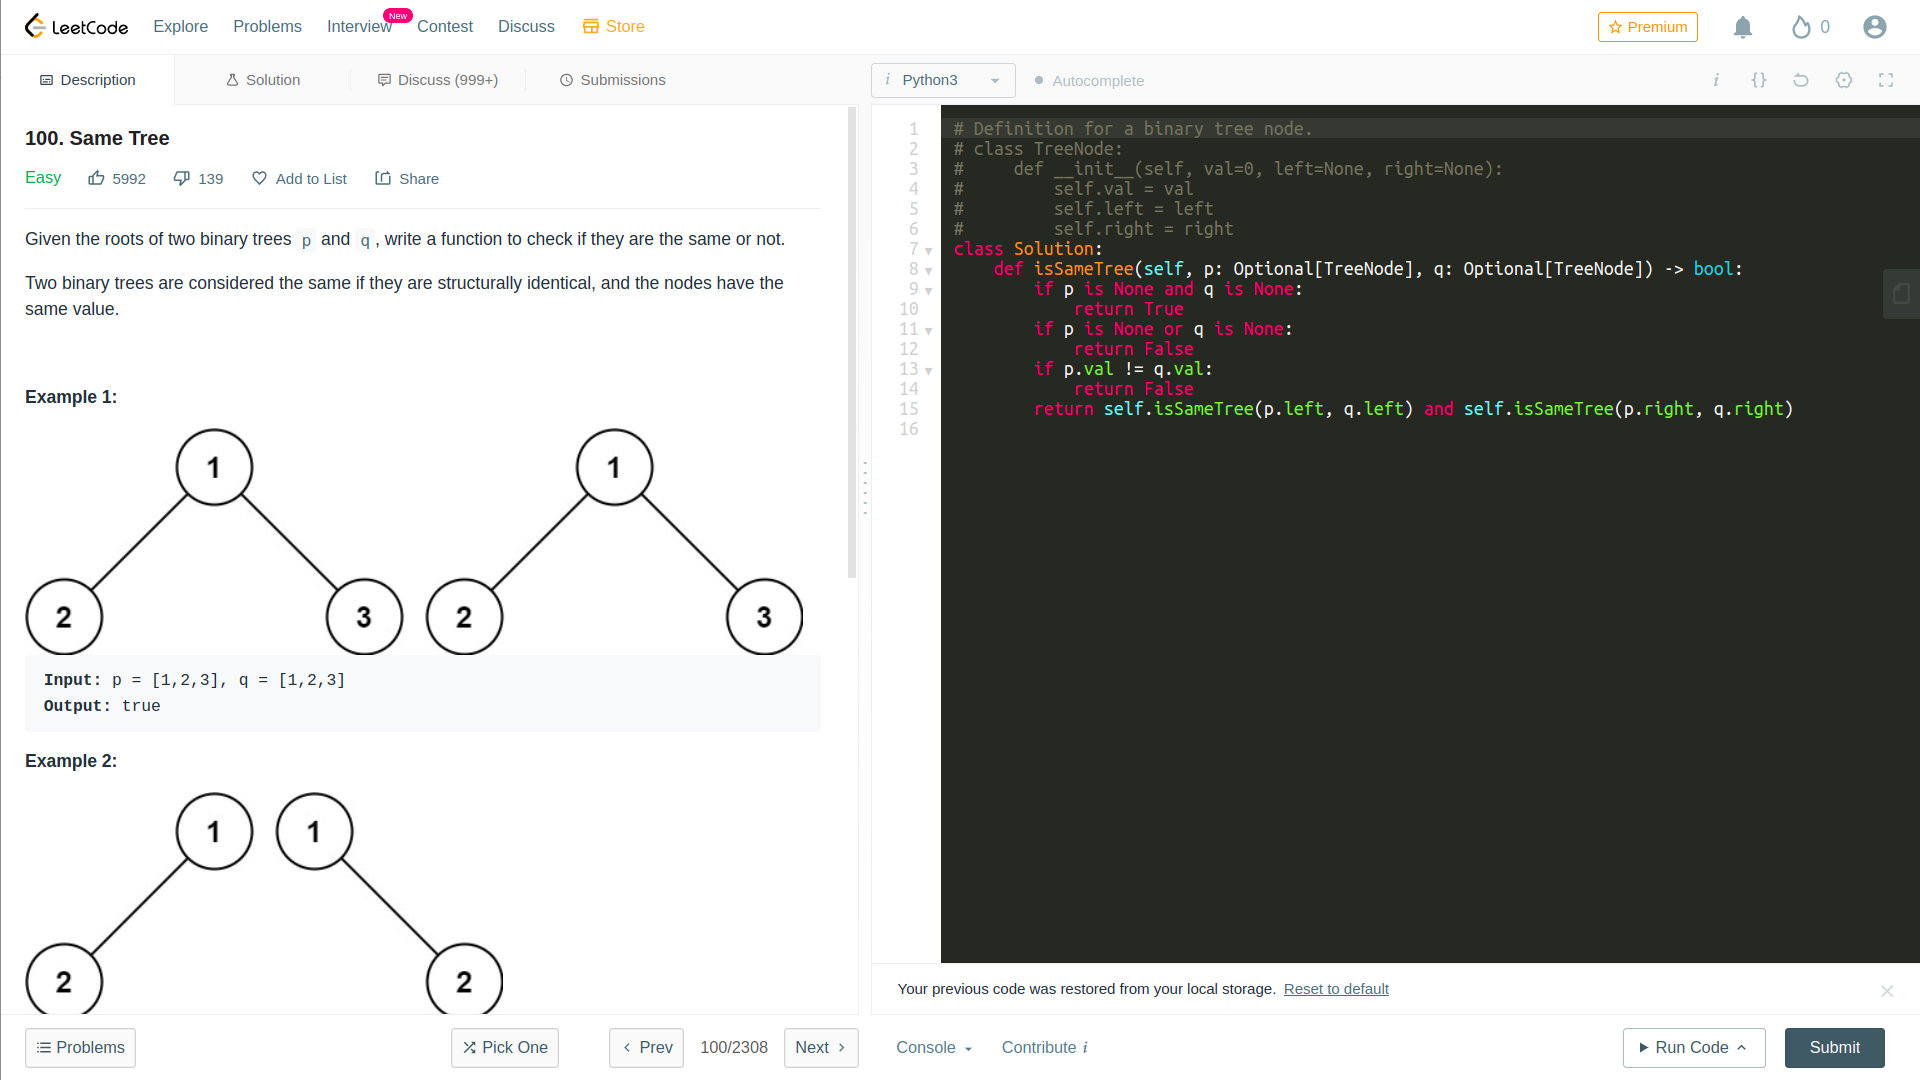 LeetCode Explore Problems Interview New Contest Discuss Store Premium 0
Description Solution Discuss (999+) Submissions
100. Same Tree
Easy 5992 139 Add to List Share
Given the roots of two binary trees p and q, write a function to check if they are the same or not.
Two binary trees are considered the same if they are structurally identical, and the nodes have the
same value.
Example 1:
1 1
2 3 2 3
Input: p = [1,2,3], q = [1,2,3]
Output: true
Example 2:
1 1
2 2
Problems Pick One Prev 100/2308 Next
i Python3 Autocomplete i {}
1 # Definition for a binary tree node.
2 # class TreeNode:
3 #     def __init__(self, val=0, left=None, right=None):
4 #         self.val = val
5 #         self.left = left
6 #         self.right = right
7 class Solution:
8     def isSameTree(self, p: Optional[TreeNode], q: Optional[TreeNode]) -> bool:
9         if p is None and q is None:
10             return True
11         if p is None or q is None:
12             return False
13         if p.val != q.val:
14             return False
15         return self.isSameTree(p.left, q.left) and self.isSameTree(p.right, q.right)
16
Your previous code was restored from your local storage. Reset to default
Console Contribute i Run Code Submit